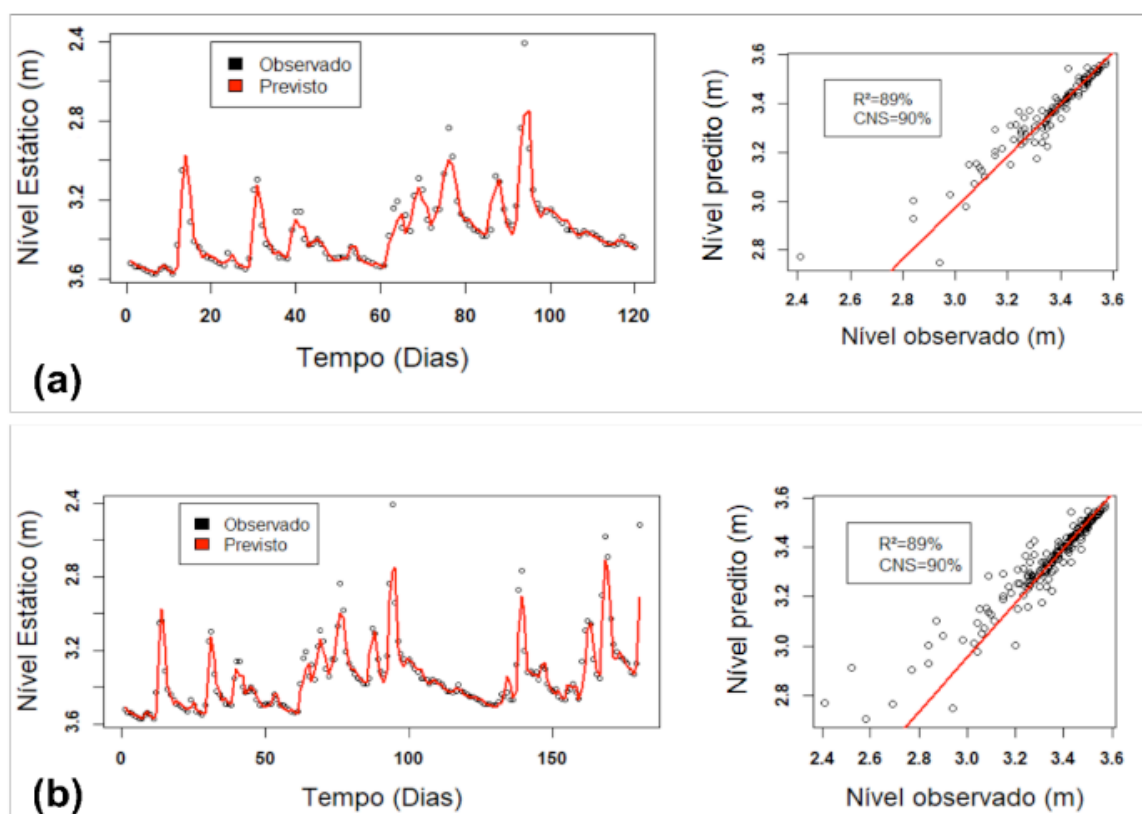 Nível Estático (m)
2.4
2.8
3.2
3.6
Observado
Previsto
0 20 40 60 80 100 120
Tempo (Dias)
Nível predito (m)
3.6
3.4
3.2
3.0
2.8
R²=89%
CNS=90%
2.4 2.6 2.8 3.0 3.2 3.4 3.6
Nível observado (m)
(a)
Nível Estático (m)
2.4
2.8
3.2
3.6
Observado
Previsto
0 50 100 150
Tempo (Dias)
Nível predito (m)
3.6
3.4
3.2
3.0
2.8
R²=89%
CNS=90%
2.4 2.6 2.8 3.0 3.2 3.4 3.6
Nível observado (m)
(b)